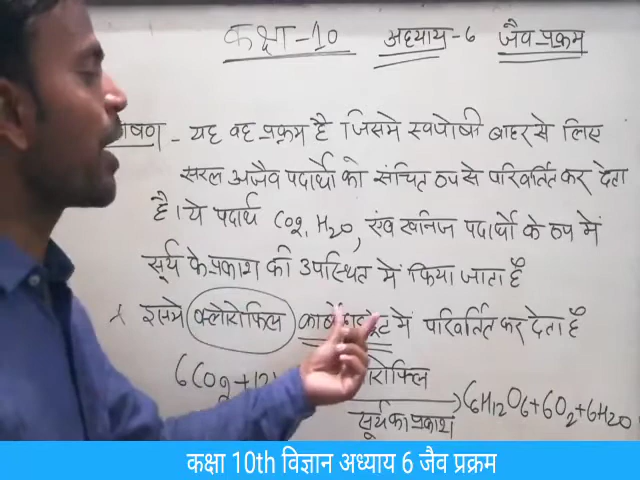 कक्षा-10 अध्याय-6 जैव प्रक्रम
षण - यह वह प्रक्रम है जिसमे स्वपोषी बाहर से लिए
सरल अजैव पदार्थो को संचित रुप से परिवर्तित कर देता
है। ये पदार्थ CO2, H2O, एंव खनिज पदार्थो के रुप में
सूर्य के प्रकाश की उपस्थित में किया जाता है
इसमे क्लोरोफिल में परिवर्तित कर देता है
6CO2+12 रोफ्लि C6H12O6+6O2+6H2O
सूर्य का प्रकाश
कक्षा 10th विज्ञान अध्याय 6 जैव प्रक्रम